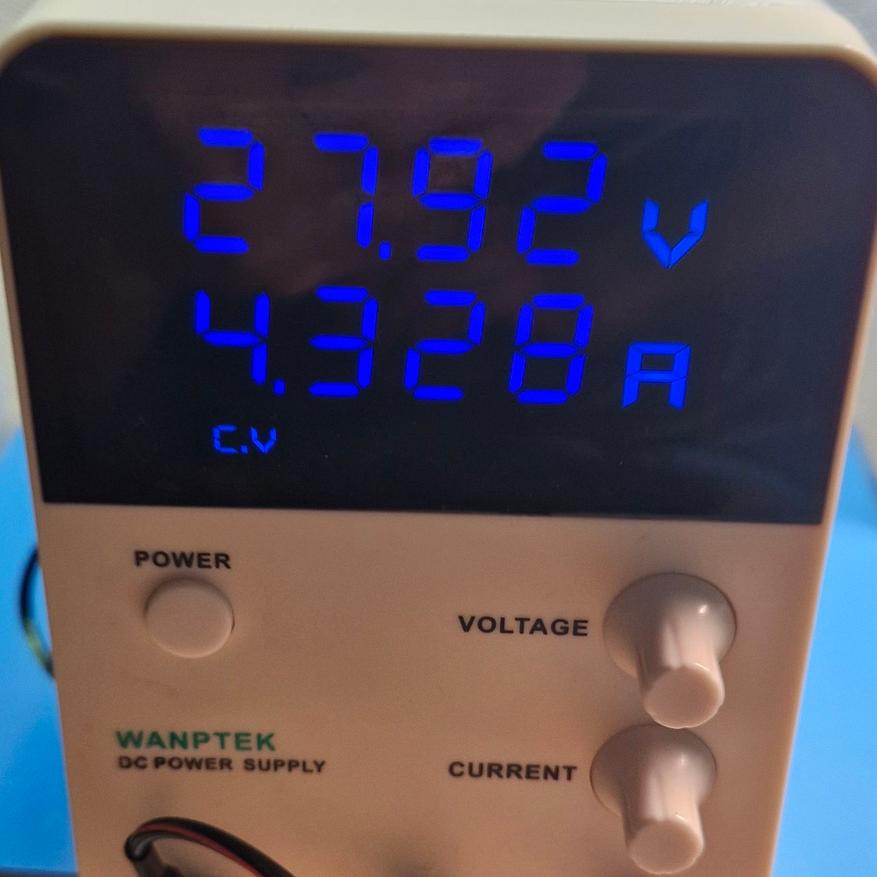 27.92 V
4.328 A
C.V
POWER
VOLTAGE
WANPTEK
DC POWER SUPPLY
CURRENT